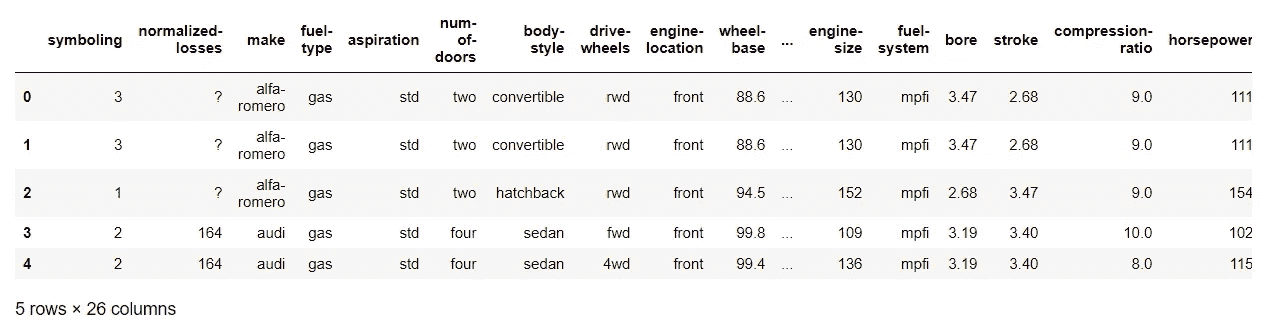 symboling normalized-losses make fuel-type aspiration num-of-doors body-style drive-wheels engine-location wheel-base ... engine-size fuel-system bore stroke compression-ratio horsepower
0 3 ? alfa-romero gas std two convertible rwd front 88.6 ... 130 mpfi 3.47 2.68 9.0 111
1 3 ? alfa-romero gas std two convertible rwd front 88.6 ... 130 mpfi 3.47 2.68 9.0 111
2 1 ? alfa-romero gas std two hatchback rwd front 94.5 ... 152 mpfi 2.68 3.47 9.0 154
3 2 164 audi gas std four sedan fwd front 99.8 ... 109 mpfi 3.19 3.40 10.0 102
4 2 164 audi gas std four sedan 4wd front 99.4 ... 136 mpfi 3.19 3.40 8.0 115
5 rows × 26 columns